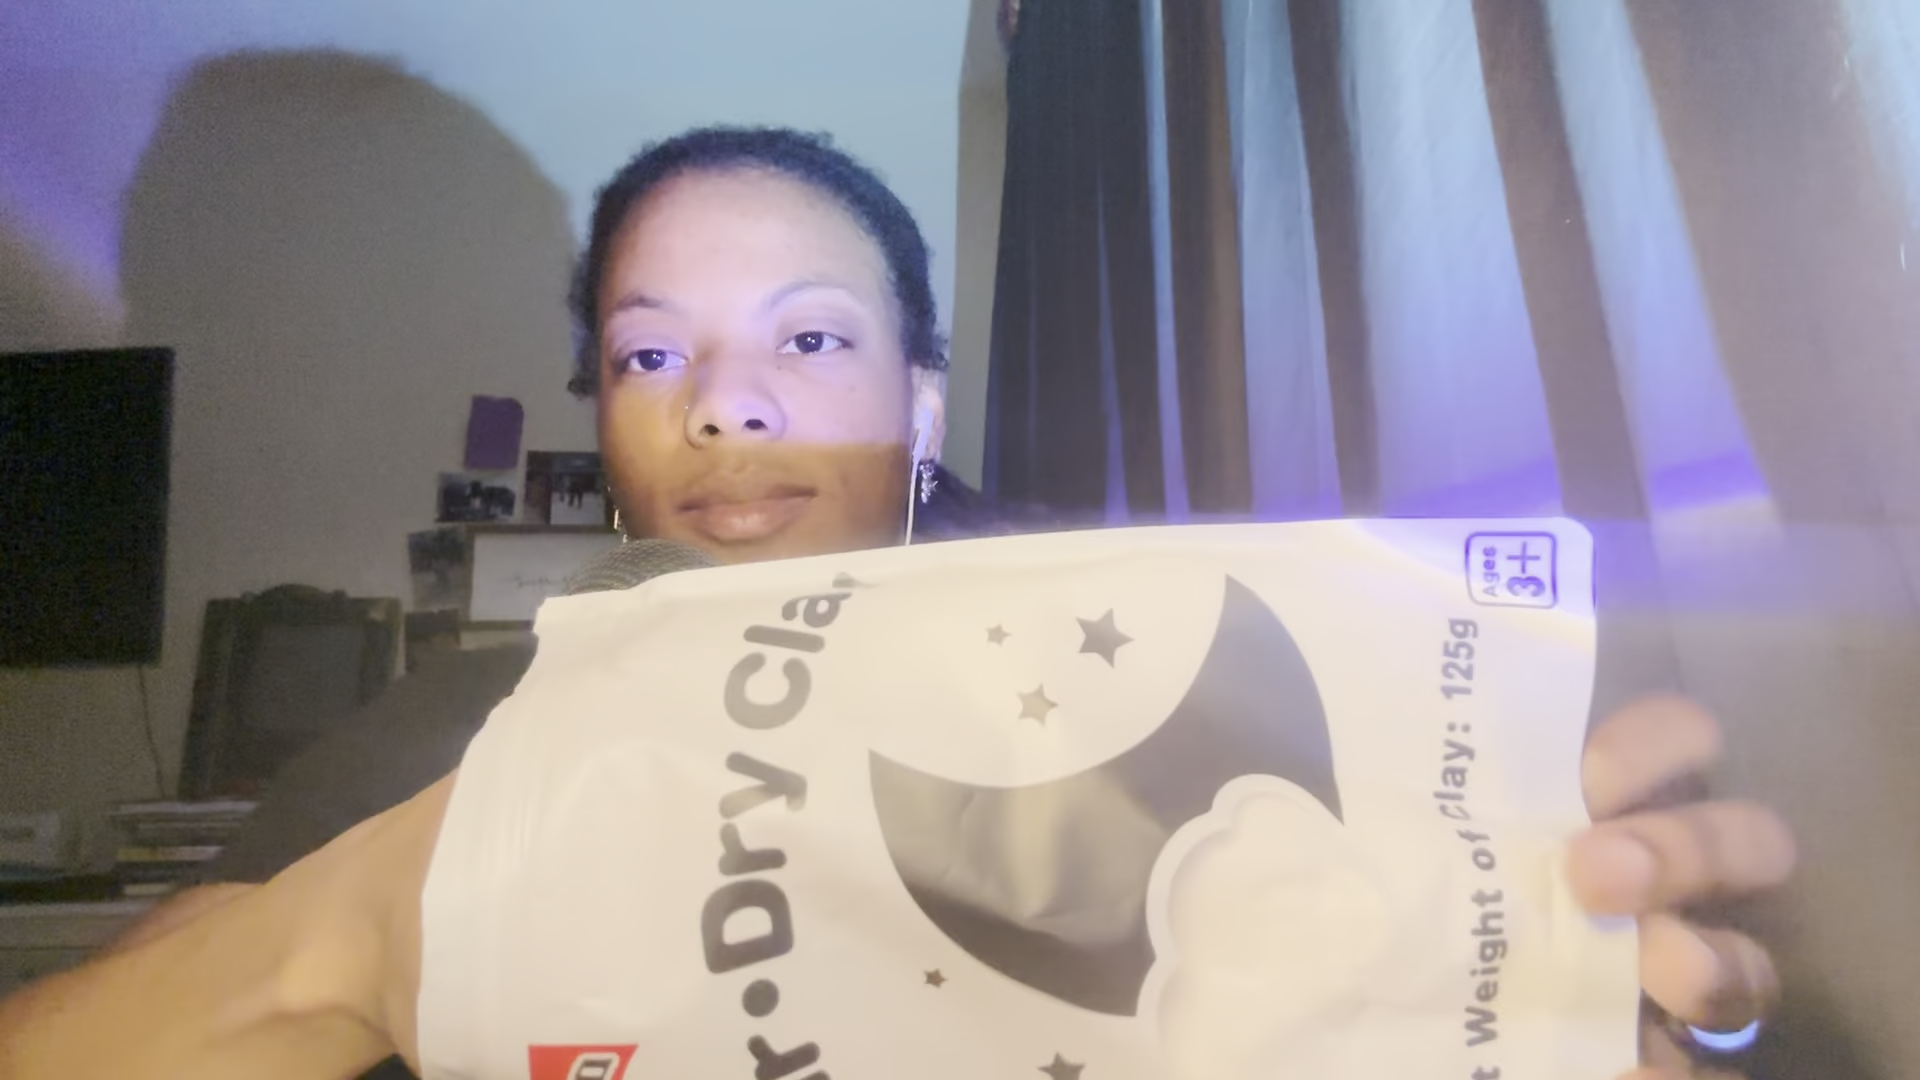 r•Dry Cla
t Weight of Clay: 125g
Ages
3+